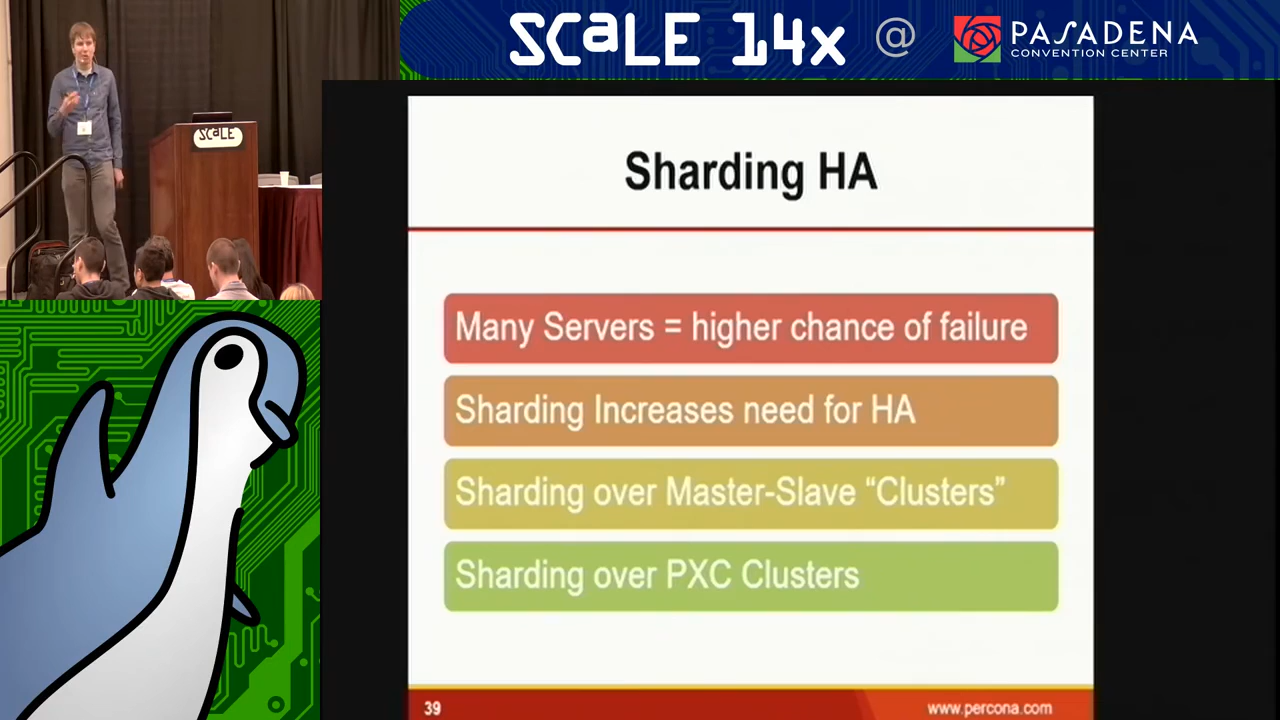 SCALE 14x @ PASADENA
CONVENTION CENTER
SCALE
Sharding HA
Many Servers = higher chance of failure
Sharding Increases need for HA
Sharding over Master-Slave “Clusters”
Sharding over PXC Clusters
39
www.percona.com